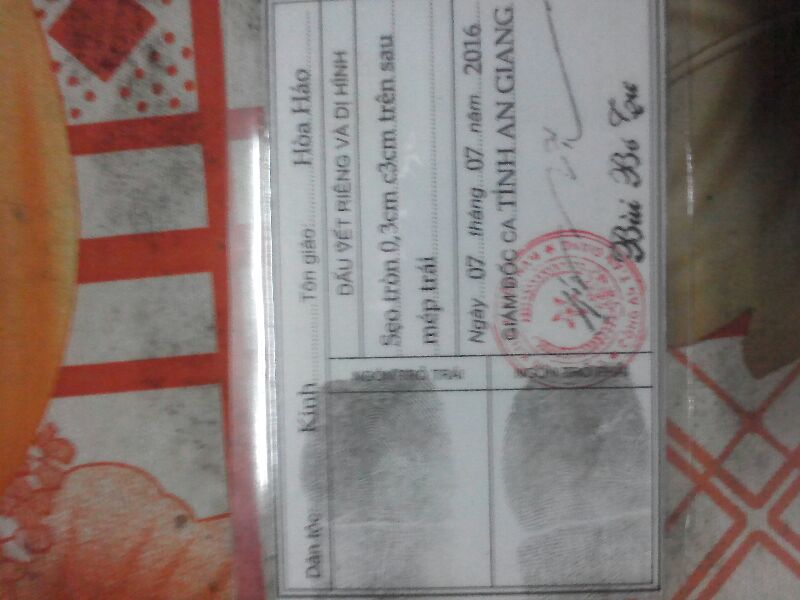 Dân tộc: Kinh Tôn giáo: Hòa Hảo
DẤU VẾT RIÊNG VÀ DỊ HÌNH
Sẹo tròn 0,3cm c3cm trên sau
mép trái
Ngày 07 tháng 07 năm 2016
GIÁM ĐỐC CA TỈNH AN GIANG
Bùi Bé Tư
NGÓN TRỎ TRÁI
NGÓN TRỎ PHẢI